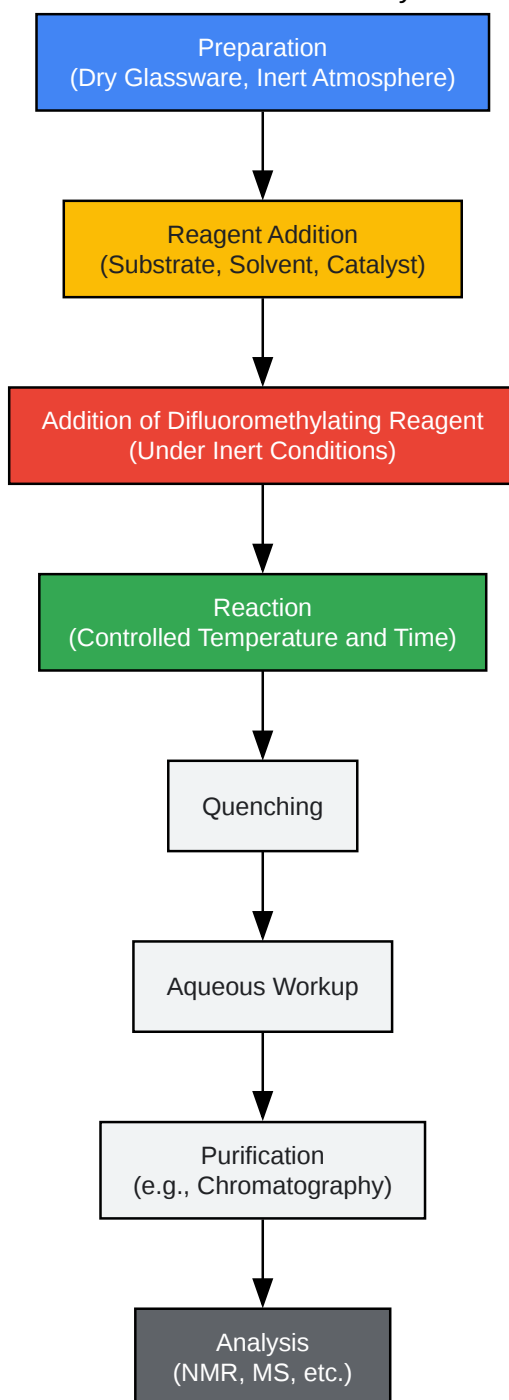 Preparation
(Dry Glassware, Inert Atmosphere)
Reagent Addition
(Substrate, Solvent, Catalyst)
Addition of Difluoromethylating Reagent
(Under Inert Conditions)
Reaction
(Controlled Temperature and Time)
Quenching
Aqueous Workup
Purification
(e.g., Chromatography)
Analysis
(NMR, MS, etc.)